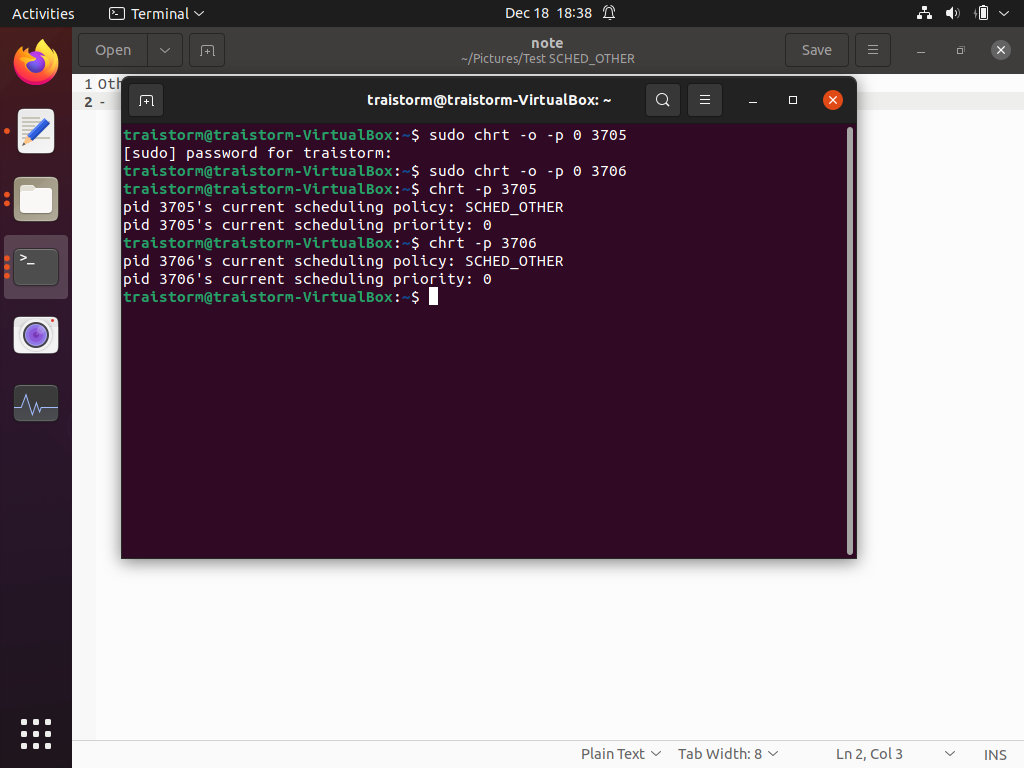 Activities
Terminal
Dec 18 18:38
Open
note
~/Pictures/Test SCHED_OTHER
Save
1 Oth
2 -
traistorm@traistorm-VirtualBox: ~
traistorm@traistorm-VirtualBox:~$ sudo chrt -o -p 0 3705
[sudo] password for traistorm:
traistorm@traistorm-VirtualBox:~$ sudo chrt -o -p 0 3706
traistorm@traistorm-VirtualBox:~$ chrt -p 3705
pid 3705's current scheduling policy: SCHED_OTHER
pid 3705's current scheduling priority: 0
traistorm@traistorm-VirtualBox:~$ chrt -p 3706
pid 3706's current scheduling policy: SCHED_OTHER
pid 3706's current scheduling priority: 0
traistorm@traistorm-VirtualBox:~$
Plain Text
Tab Width: 8
Ln 2, Col 3
INS